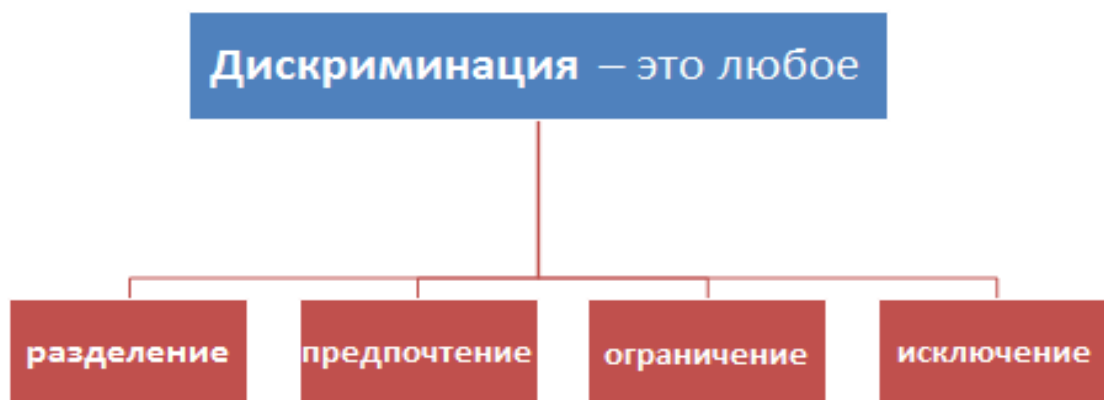 Дискриминация – это любое
разделение
предпочтение
ограничение
исключение